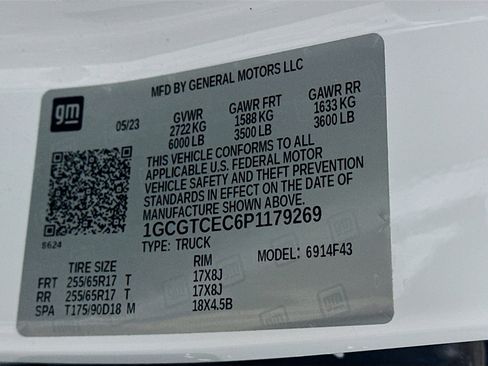 MFD BY GENERAL MOTORS LLC
gm
05/23
GVWR GAWR FRT GAWR RR
2722 KG 1588 KG 1633 KG
6000 LB 3500 LB 3600 LB
THIS VEHICLE CONFORMS TO ALL
APPLICABLE U.S. FEDERAL MOTOR
VEHICLE SAFETY AND THEFT PREVENTION
STANDARDS IN EFFECT ON THE DATE OF
MANUFACTURE SHOWN ABOVE.
1GCGTCEC6P1179269
8624
TYPE: TRUCK MODEL: 6914F43
TIRE SIZE RIM
FRT 255/65R17 T 17X8J
RR 255/65R17 T 17X8J
SPA T175/90D18 M 18X4.5B